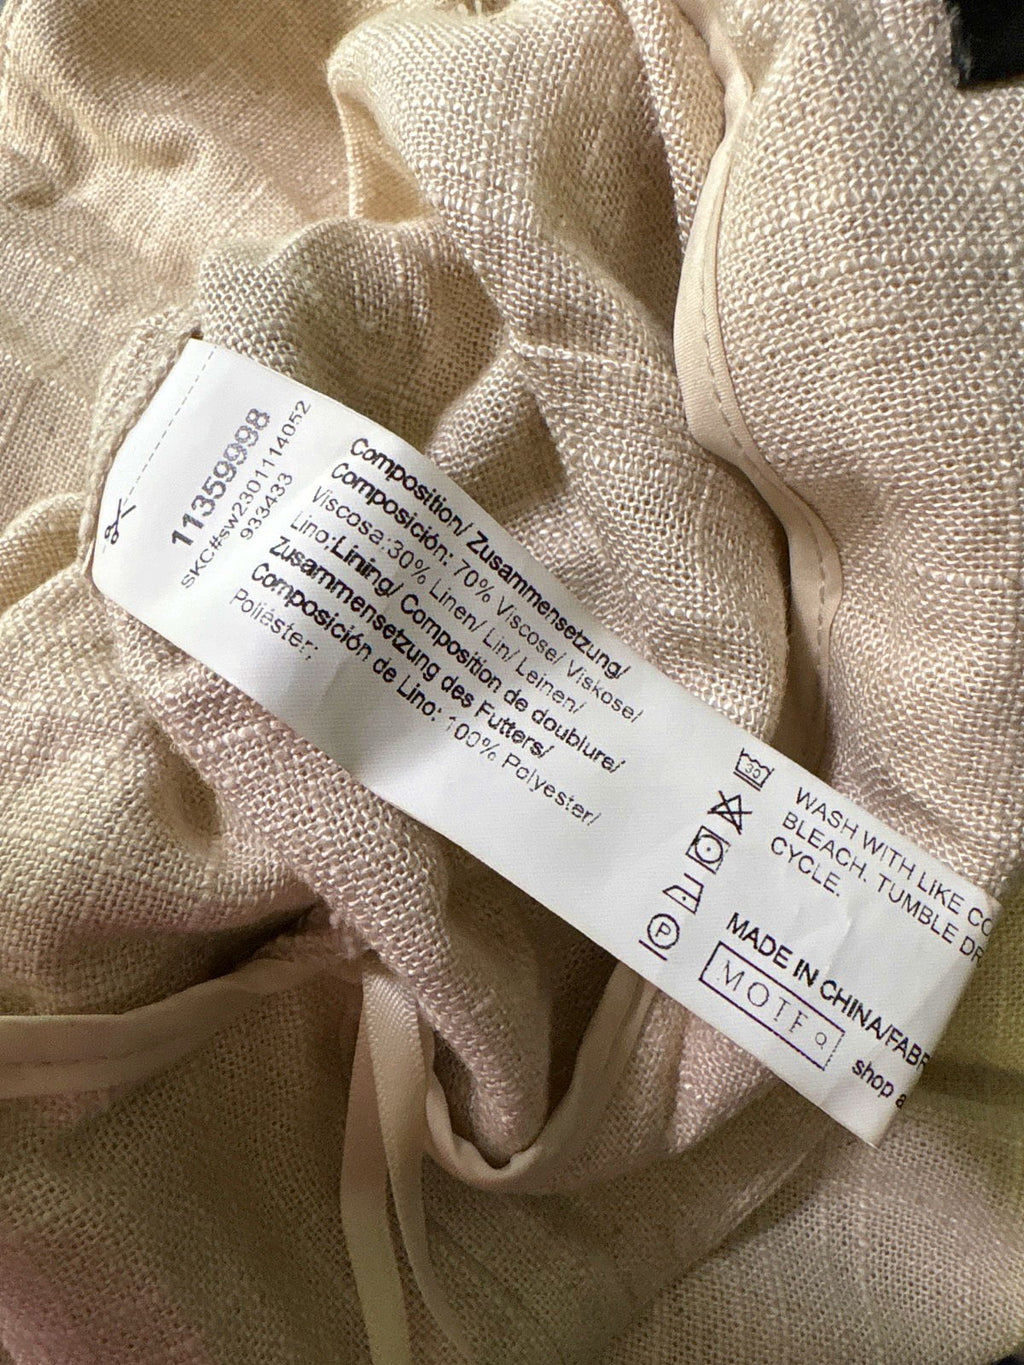 11359998
SKC#sw2301114052
933433
Composition/ Zusammensetzung/
Composición: 70% Viscose/ Viskose/
Viscosa:30% Linen/ Lin/ Leinen/
Lino:Lining/ Composition de doublure/
Zusammensetzung des Futters/
Composición de Lino: 100% Polyester/
Poliéster;
30
P
WASH WITH LIKE CO
BLEACH. TUMBLE DR
CYCLE.
MADE IN CHINA/FABR
MOTF
shop a